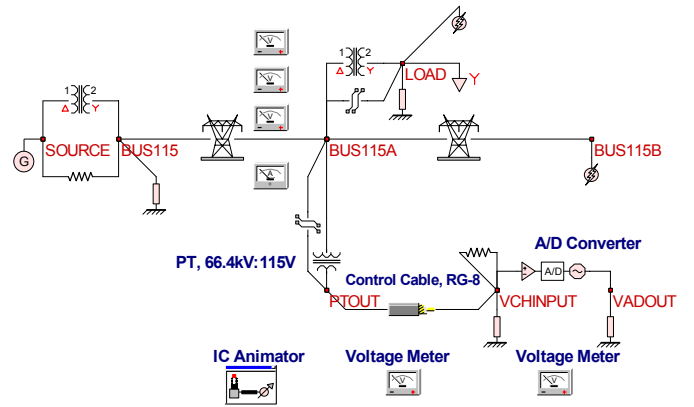 V
1 2
LOAD
V
Y
1 2
V
G
SOURCE
BUS115
BUS115A
BUS115B
A
A/D Converter
PT, 66.4kV:115V
Control Cable, RG-8
A/D
PTOUT
VCHINPUT
VADOUT
IC Animator
Voltage Meter
Voltage Meter
V
V